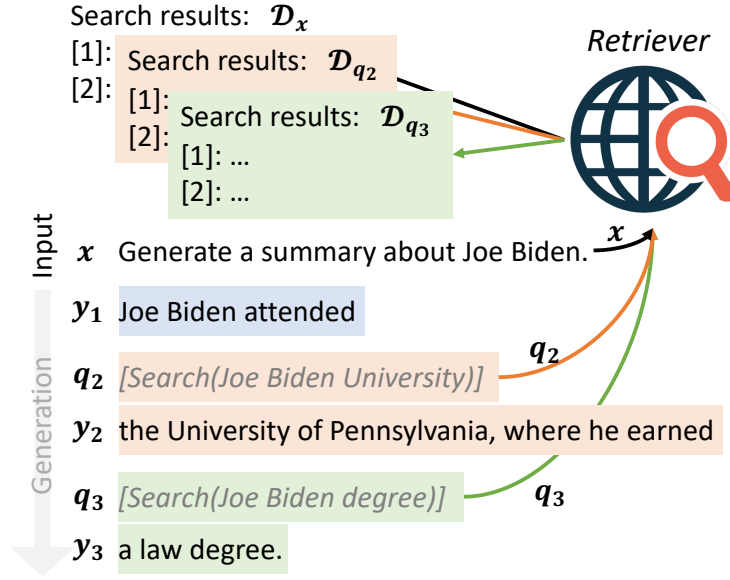 Search results: 𝓓ₓ
[1]:
[2]:
Search results: 𝓓q₂
[1]:
[2]:
Search results: 𝓓q₃
[1]: ...
[2]: ...
Retriever
Input
x Generate a summary about Joe Biden.
x
Generation
y₁ Joe Biden attended
q₂ [Search(Joe Biden University)]
q₂
y₂ the University of Pennsylvania, where he earned
q₃ [Search(Joe Biden degree)]
q₃
y₃ a law degree.